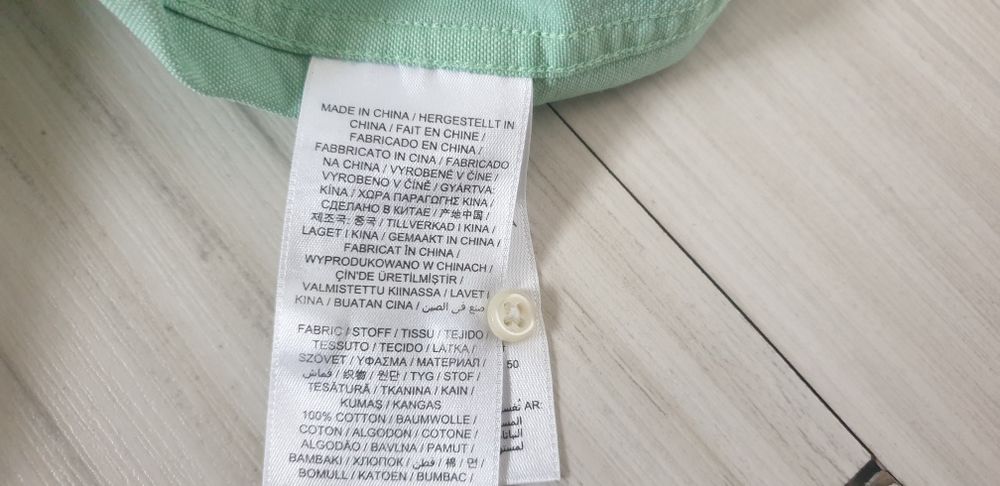 MADE IN CHINA / HERGESTELLT IN
CHINA / FAIT EN CHINE /
FABRICADO EN CHINA /
FABBRICATO IN CINA / FABRICADO
NA CHINA / VYROBENÉ V ČÍNE /
VYROBENO V ČÍNĚ / GYÁRTVA:
KÍNA / ΧΩΡΑ ΠΑΡΑΓΩΓΗΣ ΚΙΝΑ /
СДЕЛАНО В КИТАЕ / 产地中国 /
제조국: 중국 / TILLVERKAD I KINA /
LAGET I KINA / GEMAAKT IN CHINA /
FABRICAT ÎN CHINA /
WYPRODUKOWANO W CHINACH /
ÇİN'DE ÜRETİLMİŞTİR /
VALMISTETTU KIINASSA / LAVET I
KINA / BUATAN CINA / صنع في الصين
FABRIC / STOFF / TISSU / TEJIDO /
TESSUTO / TECIDO / LATKA /
SZÖVET / ΥΦΑΣΜΑ / МАТЕРИАЛ /
قماش / 织物 / 원단 / TYG / STOF /
TESĂTURĂ / TKANINA / KAIN /
KUMAŞ / KANGAS
100% COTTON / BAUMWOLLE /
COTON / ALGODON / COTONE /
ALGODÃO / BAVLNA / PAMUT /
BAMBAKI / ХЛОПОК / قطن / 棉 / 면 /
BOMULL / KATOEN / BUMBAC /
50
AR: